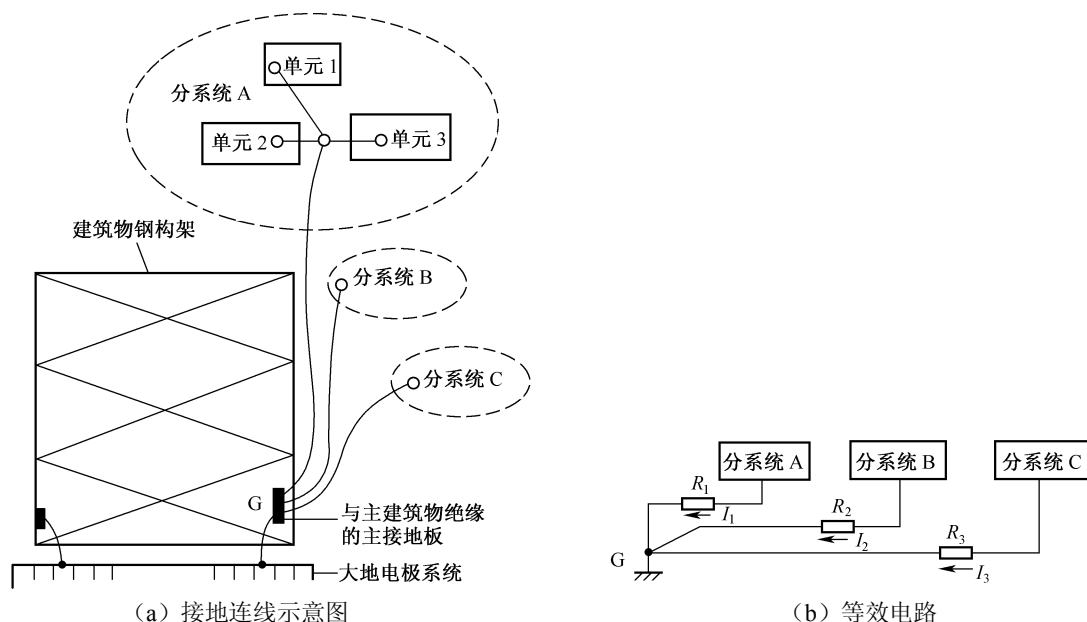 单元 1
分系统 A
单元 2
单元 3
建筑物钢构架
分系统 B
分系统 C
G
与主建筑物绝缘
的主接地板
大地电极系统
(a) 接地连线示意图
分系统 A
分系统 B
分系统 C
R1
I1
R2
I2
R3
I3
G
(b) 等效电路